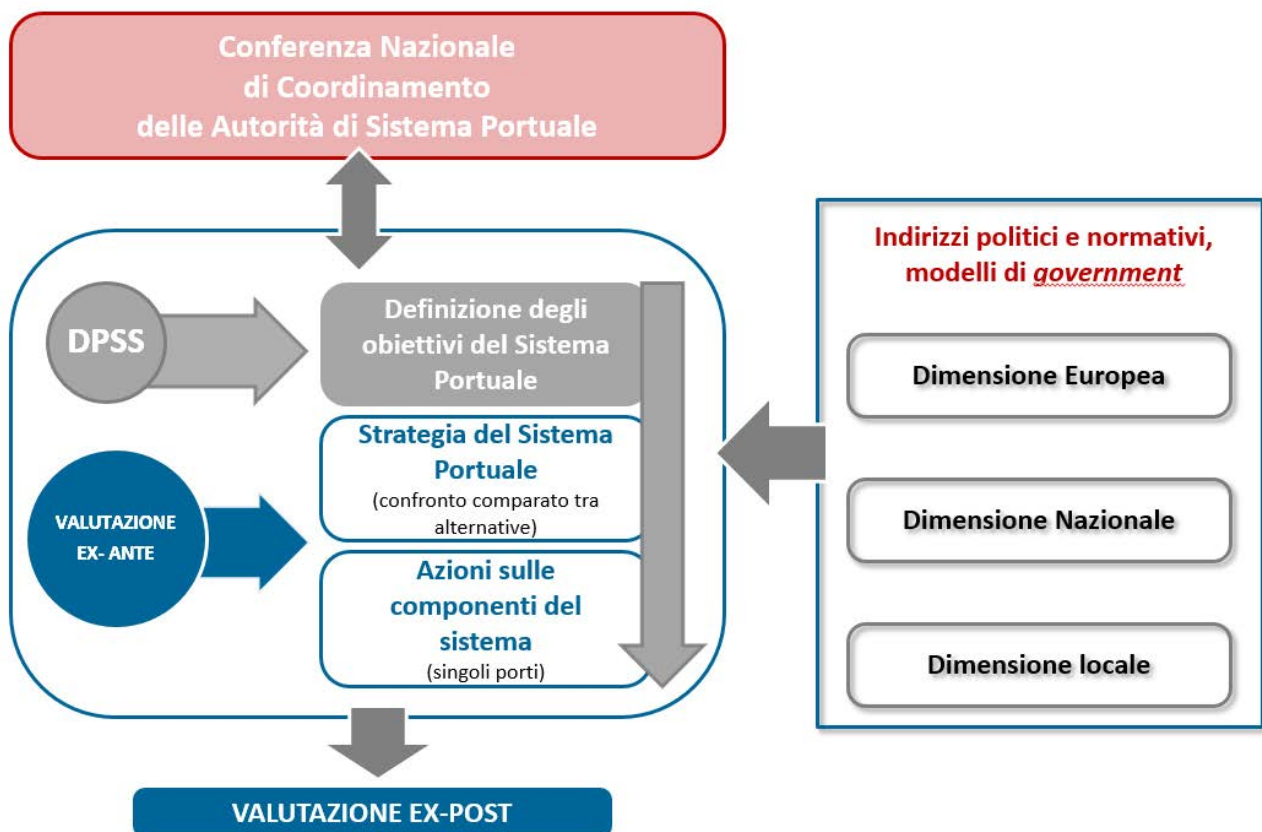 Conferenza Nazionale
di Coordinamento
delle Autorità di Sistema Portuale
DPSS
Definizione degli
obiettivi del Sistema
Portuale
VALUTAZIONE
EX- ANTE
Strategia del Sistema
Portuale
(confronto comparato tra
alternative)
Azioni sulle
componenti del
sistema
(singoli porti)
VALUTAZIONE EX-POST
Indirizzi politici e normativi,
modelli di government
Dimensione Europea
Dimensione Nazionale
Dimensione locale